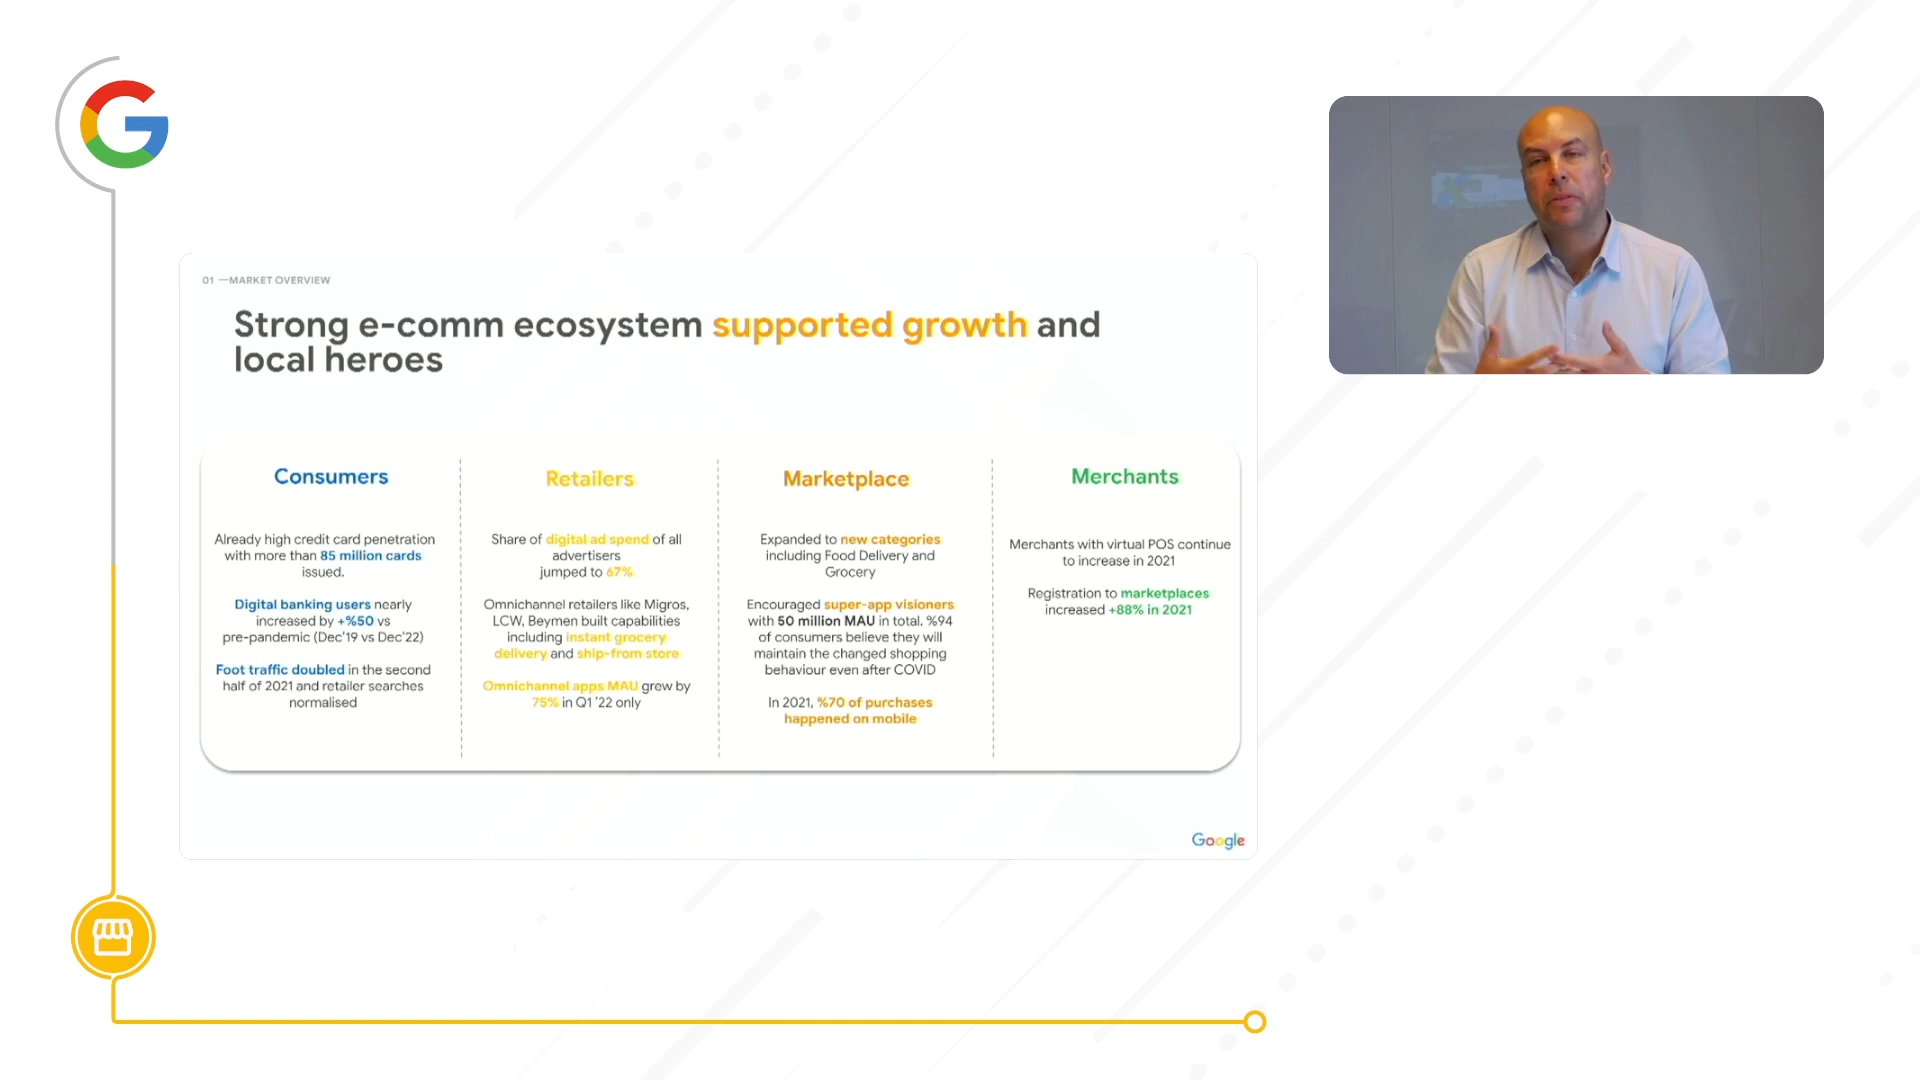 01 —MARKET OVERVIEW
Strong e-comm ecosystem supported growth and
local heroes
Consumers
Already high credit card penetration
with more than 85 million cards
issued.
Digital banking users nearly
increased by +%50 vs
pre-pandemic (Dec'19 vs Dec'22)
Foot traffic doubled in the second
half of 2021 and retailer searches
normalised
Retailers
Share of digital ad spend of all
advertisers
jumped to 67%
Omnichannel retailers like Migros,
LCW, Beymen built capabilities
including instant grocery
delivery and ship-from store
Omnichannel apps MAU grew by
75% in Q1 '22 only
Marketplace
Expanded to new categories
including Food Delivery and
Grocery
Encouraged super-app visioners
with 50 million MAU in total. %94
of consumers believe they will
maintain the changed shopping
behaviour even after COVID
In 2021, %70 of purchases
happened on mobile
Merchants
Merchants with virtual POS continue
to increase in 2021
Registration to marketplaces
increased +88% in 2021
Google